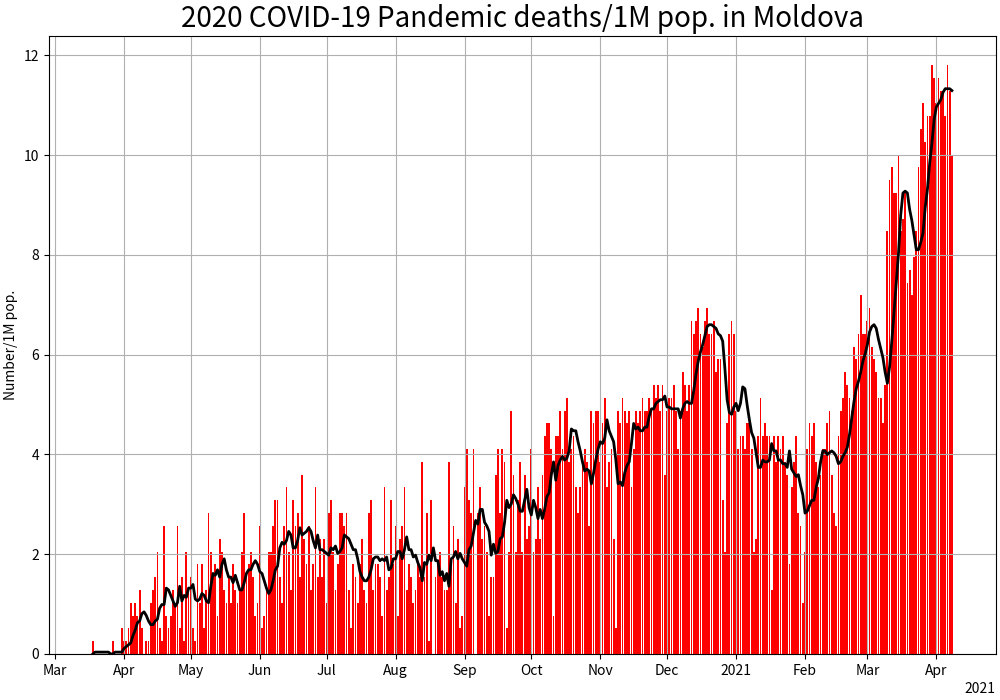 2020 COVID-19 Pandemic deaths/1M pop. in Moldova
Number/1M pop.
12
10
8
6
4
2
0
Mar Apr May Jun Jul Aug Sep Oct Nov Dec 2021 Feb Mar Apr
2021